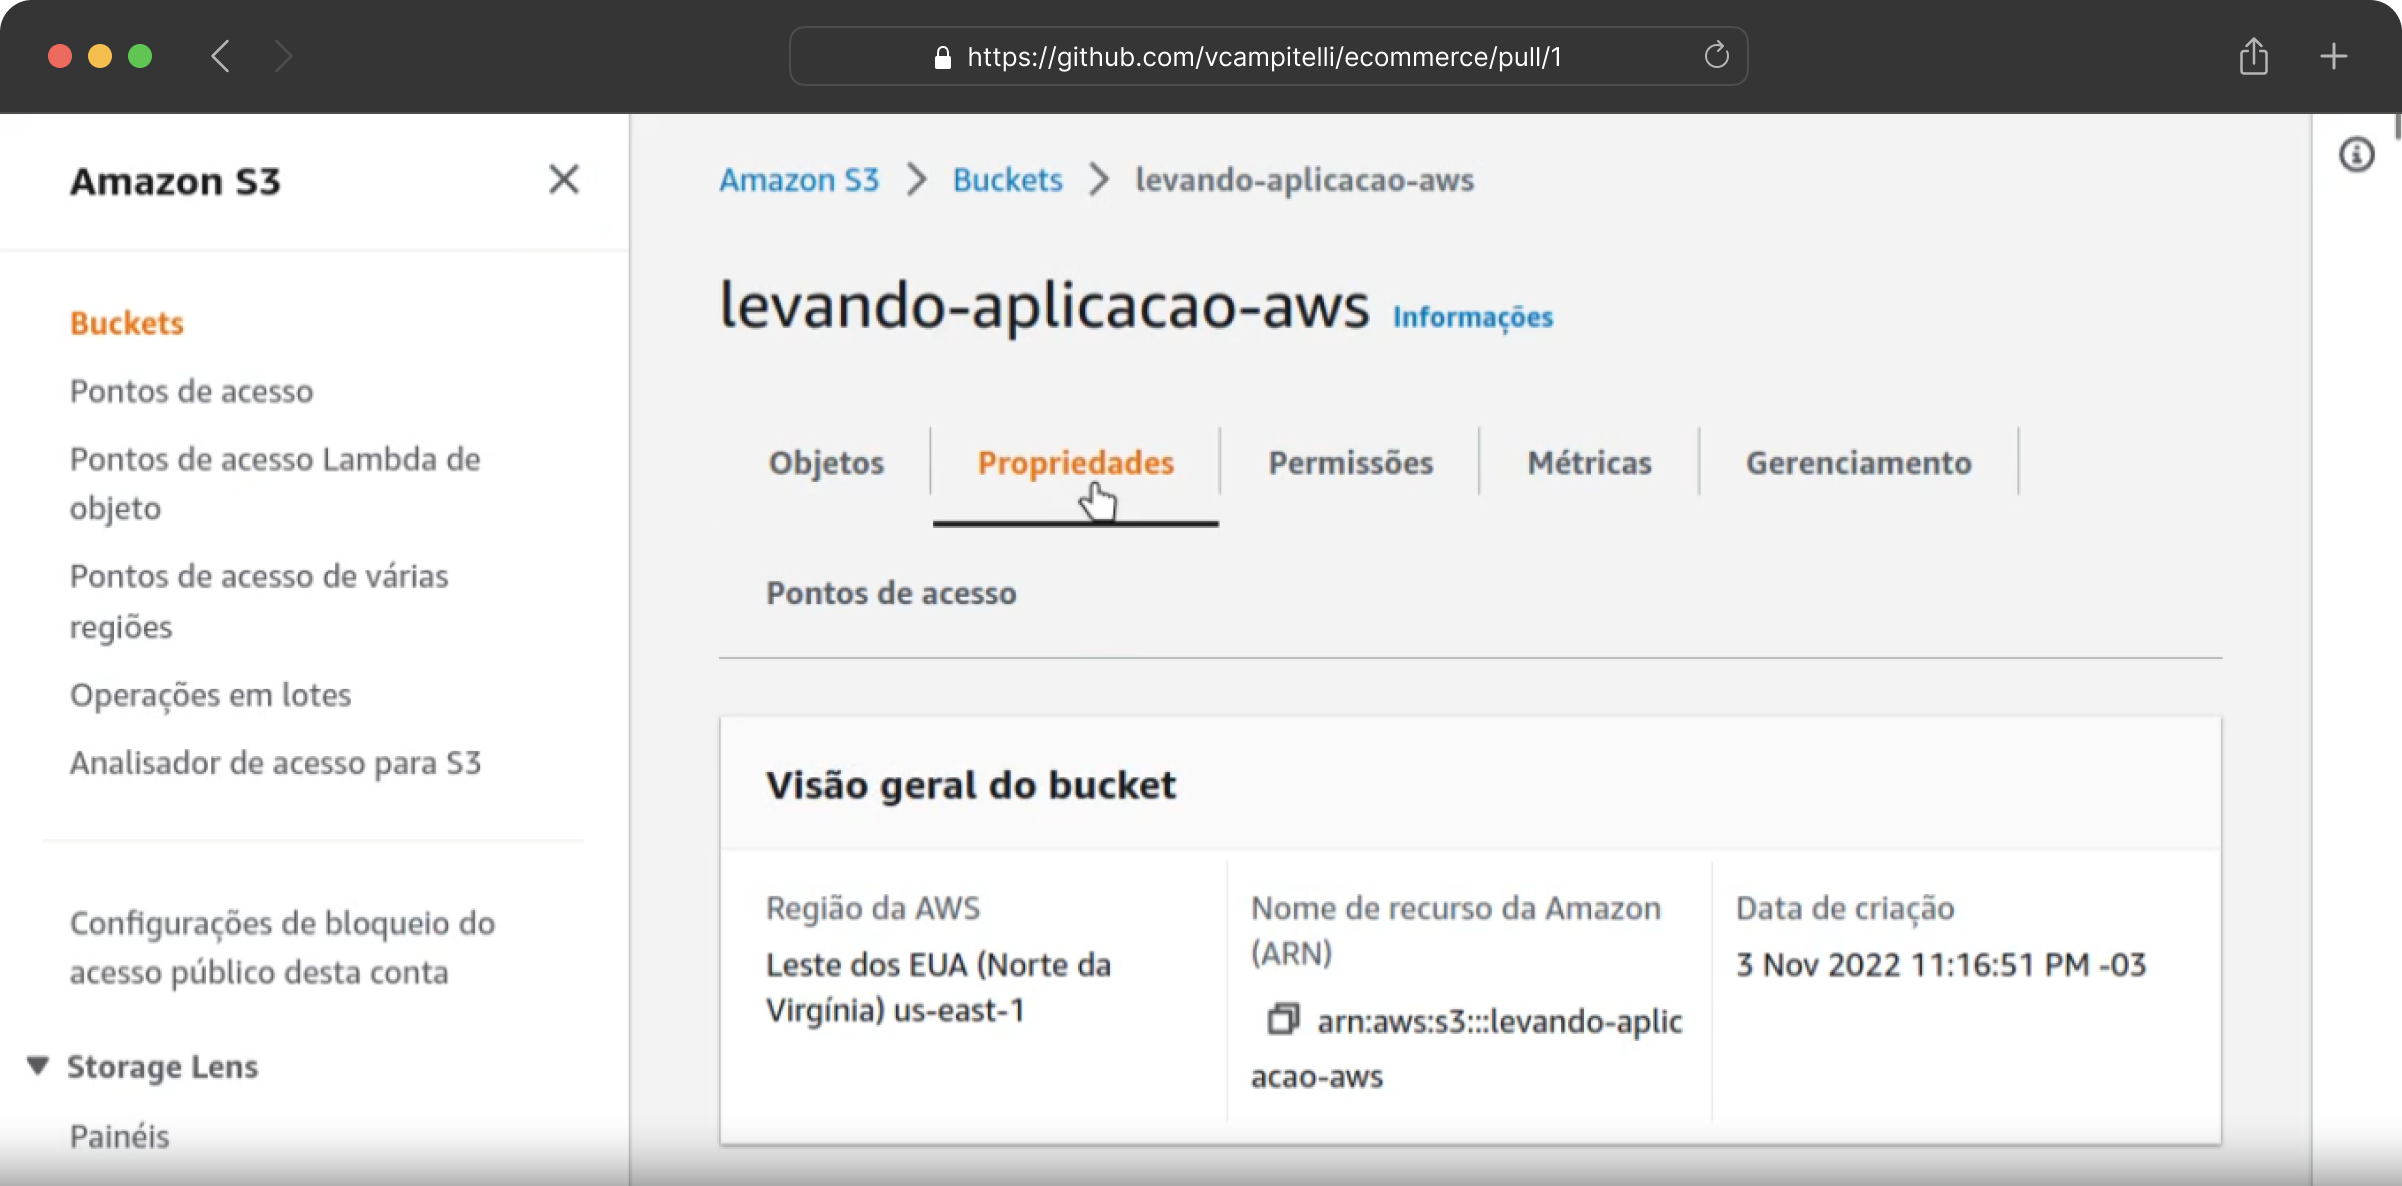 https://github.com/vcampitelli/ecommerce/pull/1
Amazon S3
Buckets
Pontos de acesso
Pontos de acesso Lambda de
objeto
Pontos de acesso de várias
regiões
Operações em lotes
Analisador de acesso para S3
Configurações de bloqueio do
acesso público desta conta
Storage Lens
Painéis
Amazon S3 > Buckets > levando-aplicacao-aws
levando-aplicacao-aws Informações
Objetos Propriedades Permissões Métricas Gerenciamento
Pontos de acesso
Visão geral do bucket
Região da AWS
Leste dos EUA (Norte da
Virgínia) us-east-1
Nome de recurso da Amazon
(ARN)
arn:aws:s3:::levando-aplic
acao-aws
Data de criação
3 Nov 2022 11:16:51 PM -03